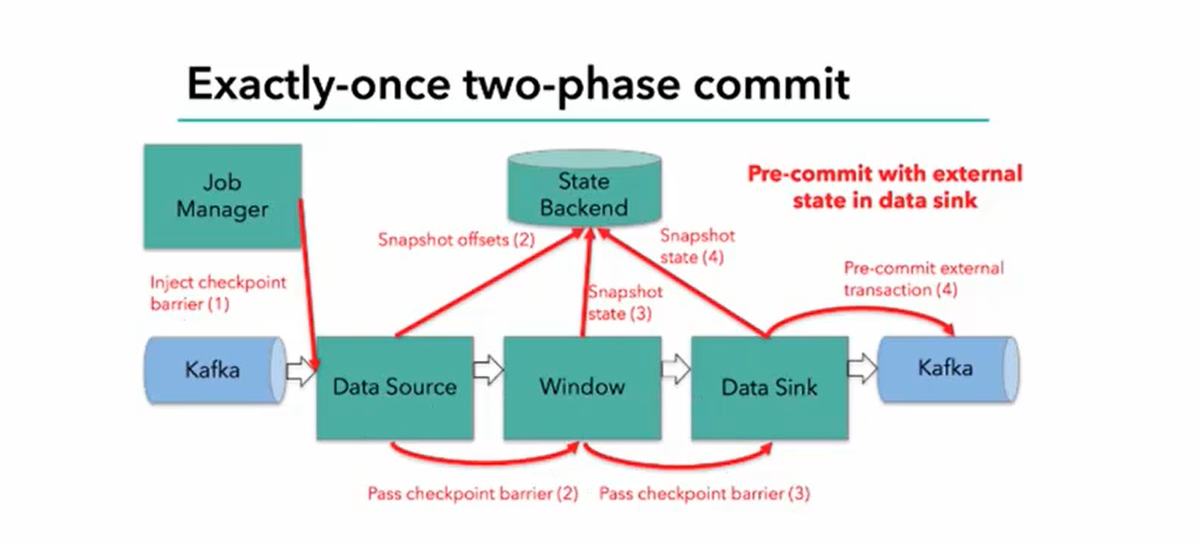 Exactly-once two-phase commit
Job
Manager
State
Backend
Pre-commit with external
state in data sink
Snapshot offsets (2)
Snapshot
state (4)
Inject checkpoint
barrier (1)
Snapshot
state (3)
Pre-commit external
transaction (4)
Kafka
Data Source
Window
Data Sink
Kafka
Pass checkpoint barrier (2)
Pass checkpoint barrier (3)